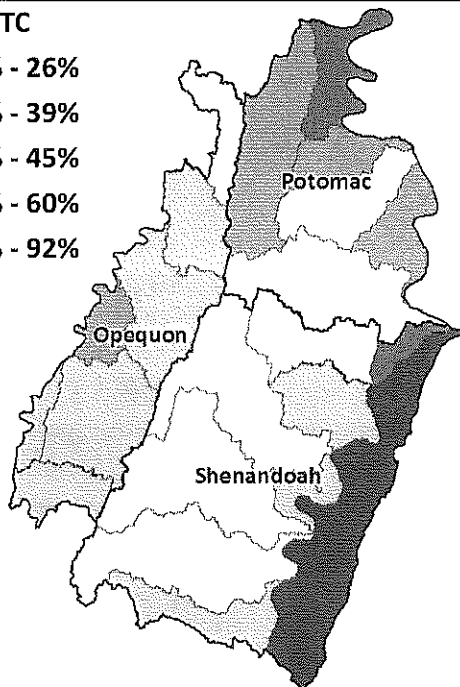 TC
% - 26%
% - 39%
% - 45%
% - 60%
% - 92%
Potomac
Opequon
Shenandoah